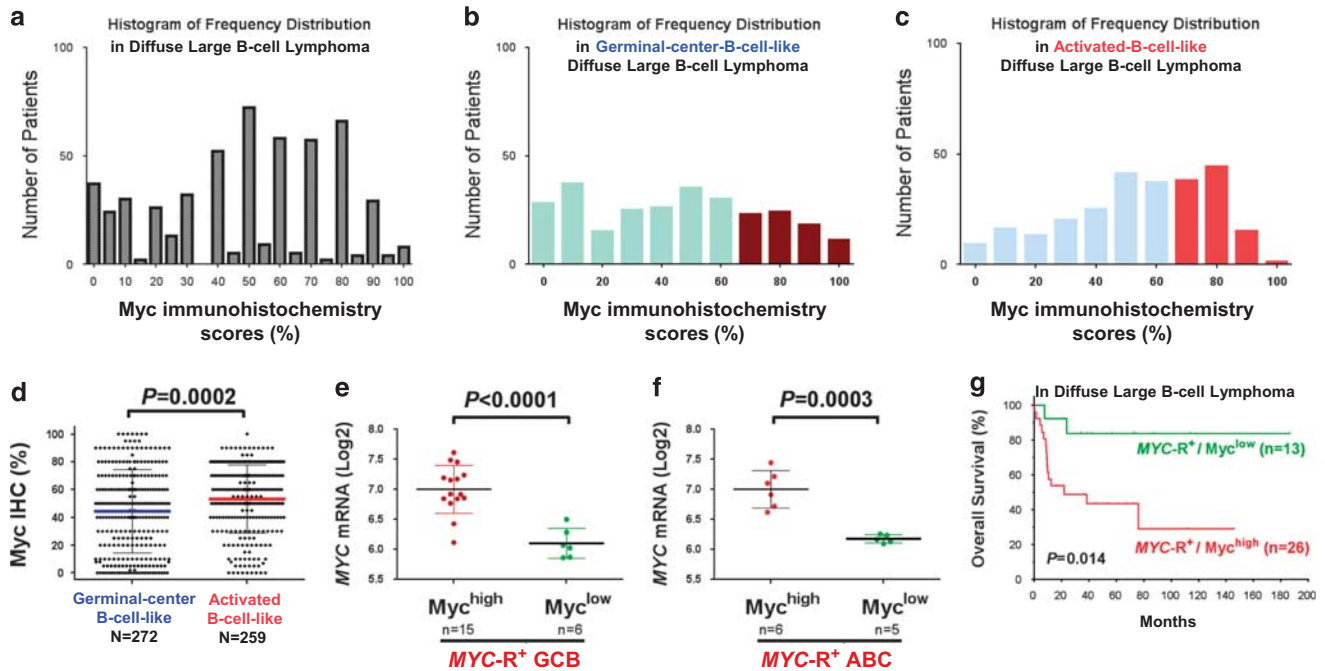 a
Histogram of Frequency Distribution
in Diffuse Large B-cell Lymphoma
100
50
0
Number of Patients
0 10 20 30 40 50 60 70 80 90 100
Myc immunohistochemistry
scores (%)
b
Histogram of Frequency Distribution
in Germinal-center-B-cell-like
Diffuse Large B-cell Lymphoma
100
50
0
Number of Patients
0 20 40 60 80 100
Myc immunohistochemistry
scores (%)
c
Histogram of Frequency Distribution
in Activated-B-cell-like
Diffuse Large B-cell Lymphoma
100
50
0
Number of Patients
0 20 40 60 80 100
Myc immunohistochemistry
scores (%)
d
P=0.0002
Myc IHC (%)
100
80
60
40
20
0
Germinal-center
B-cell-like
N=272
Activated
B-cell-like
N=259
e
P<0.0001
MYC mRNA (Log2)
8.0
7.5
7.0
6.5
6.0
5.5
Myc^high Myc^low
n=15 n=6
MYC-R+ GCB
f
P=0.0003
MYC mRNA (Log2)
8.0
7.5
7.0
6.5
6.0
5.5
Myc^high Myc^low
n=6 n=5
MYC-R+ ABC
g
In Diffuse Large B-cell Lymphoma
Overall Survival (%)
100
80
60
40
30
20
0
MYC-R+ / Myc^low (n=13)
MYC-R+ / Myc^high (n=26)
P=0.014
0 20 40 60 80 100 120 140 160 180 200
Months